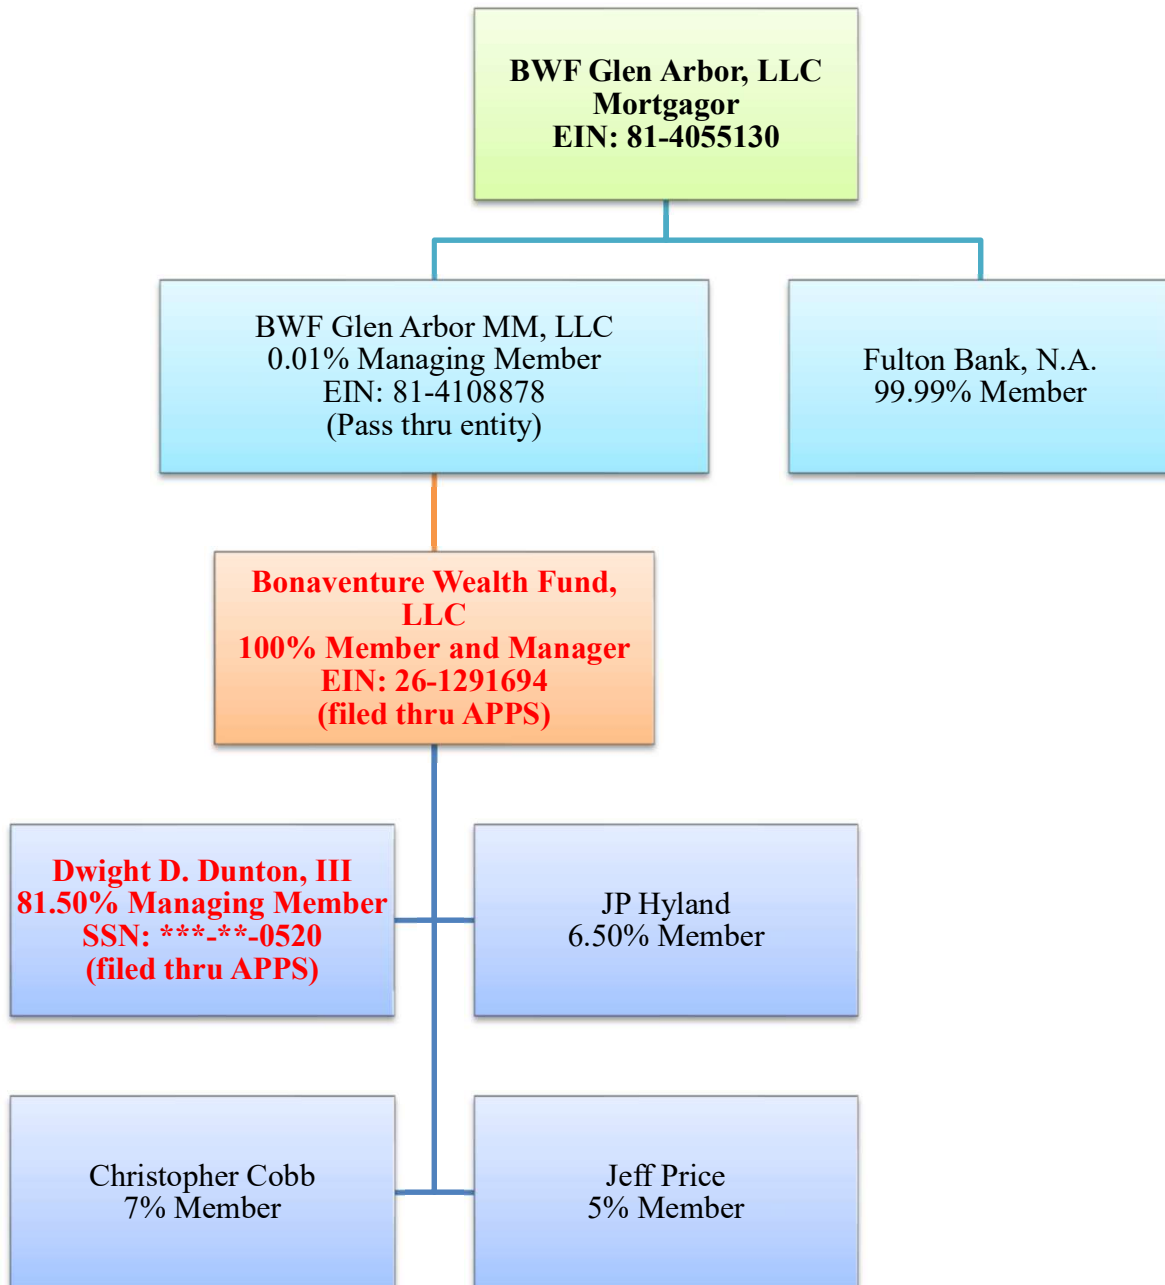 BWF Glen Arbor, LLC
Mortgagor
EIN: 81-4055130
BWF Glen Arbor MM, LLC
0.01% Managing Member
EIN: 81-4108878
(Pass thru entity)
Fulton Bank, N.A.
99.99% Member
Bonaventure Wealth Fund,
LLC
100% Member and Manager
EIN: 26-1291694
(filed thru APPS)
Dwight D. Dunton, III
81.50% Managing Member
SSN: ***-**-0520
(filed thru APPS)
JP Hyland
6.50% Member
Christopher Cobb
7% Member
Jeff Price
5% Member